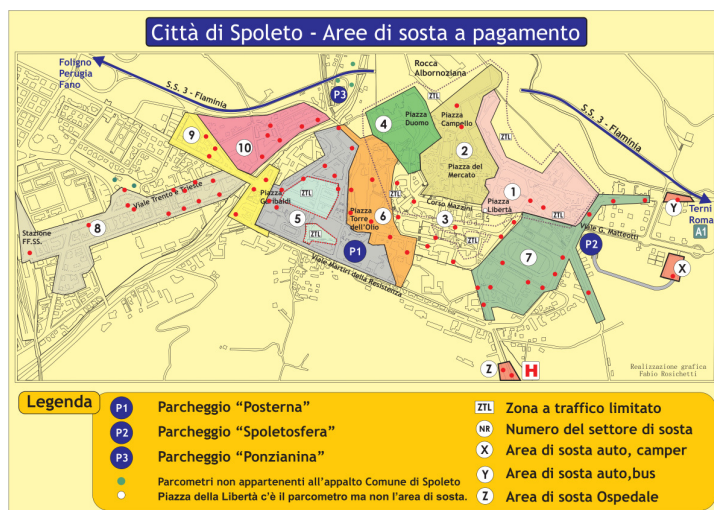 Città di Spoleto - Aree di sosta a pagamento
Foligno
Perugia
Fano
S.S. 3 - Flaminia
P3
Rocca
Albornoziana
ZTL
4
Piazza
Duomo
Piazza
Campello
ZTL
S.S. 3 - Flaminia
9
10
2
Piazza del
Mercato
Terni
Roma
A1
Viale Trento e Trieste
Piazza
Garibaldi
ZTL
ZTL
Corso Mazzini
1
Piazza
Libertà
ZTL
Y
Stazione
FF.SS.
8
5
ZTL
Piazza
Torre
dell'Olio
6
3
ZTL
Viale G. Matteotti
P1
P2
7
X
Viale Martiri della Resistenza
Z
H
Realizzazione grafica
Fabio Rosichetti
Legenda
P1 Parcheggio “Posterna”
P2 Parcheggio “Spoletosfera”
P3 Parcheggio “Ponzianina”
Parcometri non appartenenti all'appalto Comune di Spoleto
Piazza della Libertà c'è il parcometro ma non l'area di sosta.
ZTL Zona a traffico limitato
NR Numero del settore di sosta
X Area di sosta auto, camper
Y Area di sosta auto,bus
Z Area di sosta Ospedale